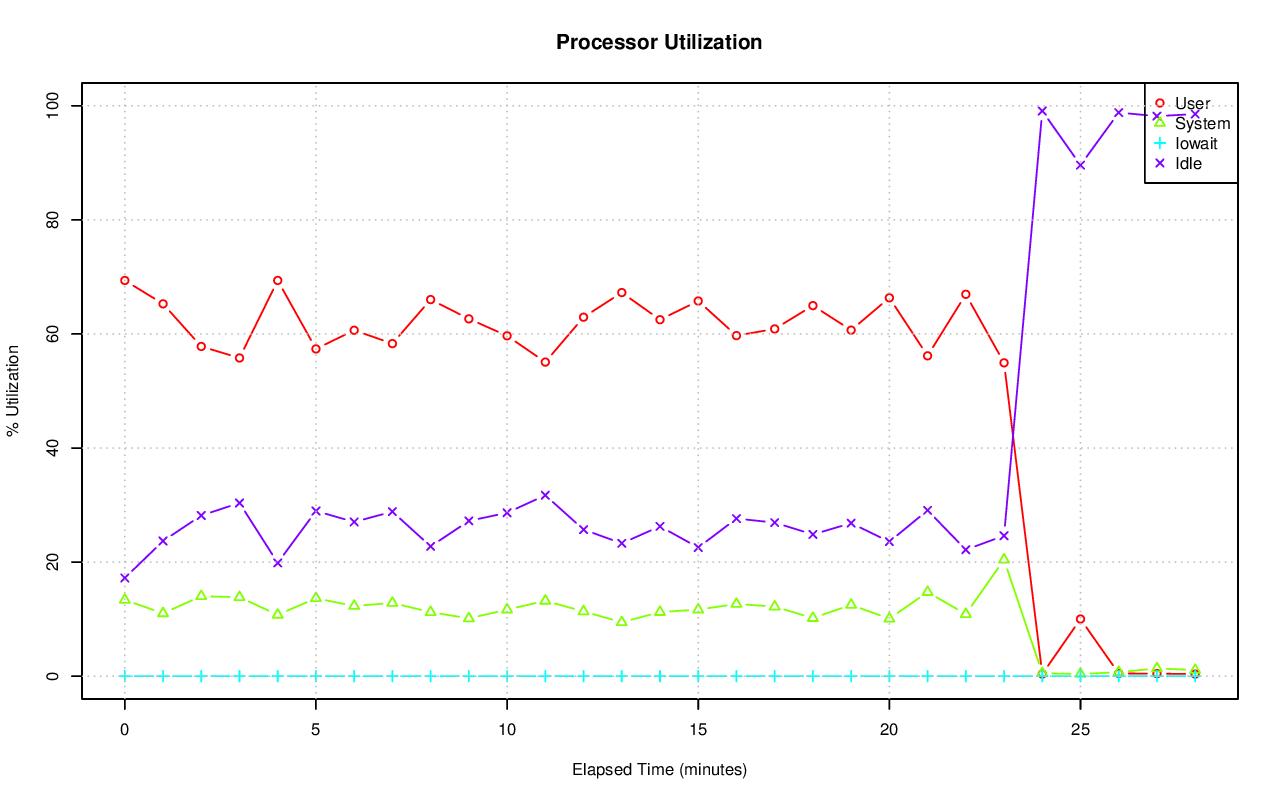 Processor Utilization
% Utilization
100
80
60
40
20
0
User
System
Iowait
Idle
0 5 10 15 20 25
Elapsed Time (minutes)